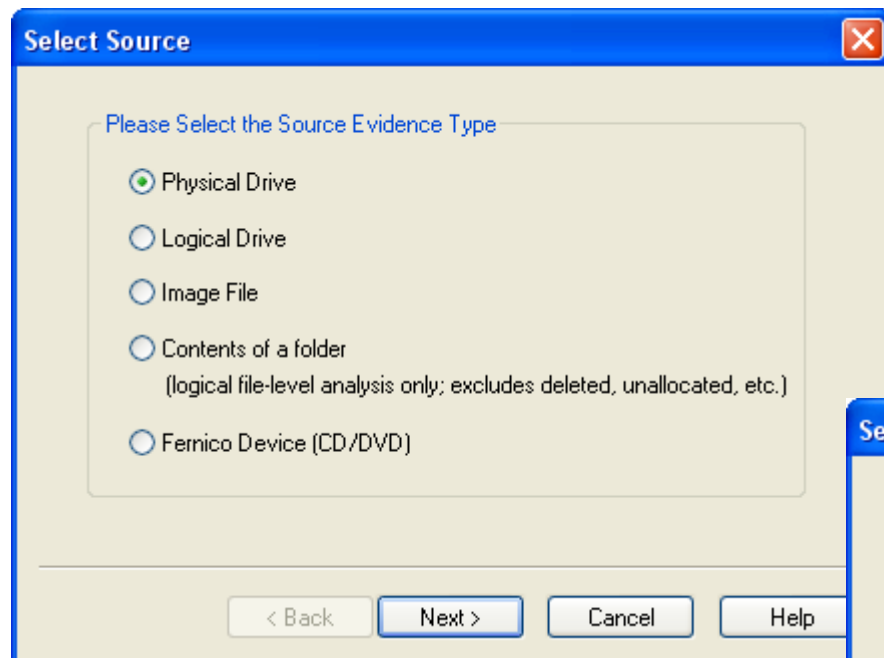 Select Source
Please Select the Source Evidence Type
Physical Drive
Logical Drive
Image File
Contents of a folder
(logical file-level analysis only; excludes deleted, unallocated, etc.)
Fernico Device (CD/DVD)
< Back Next > Cancel Help
Se